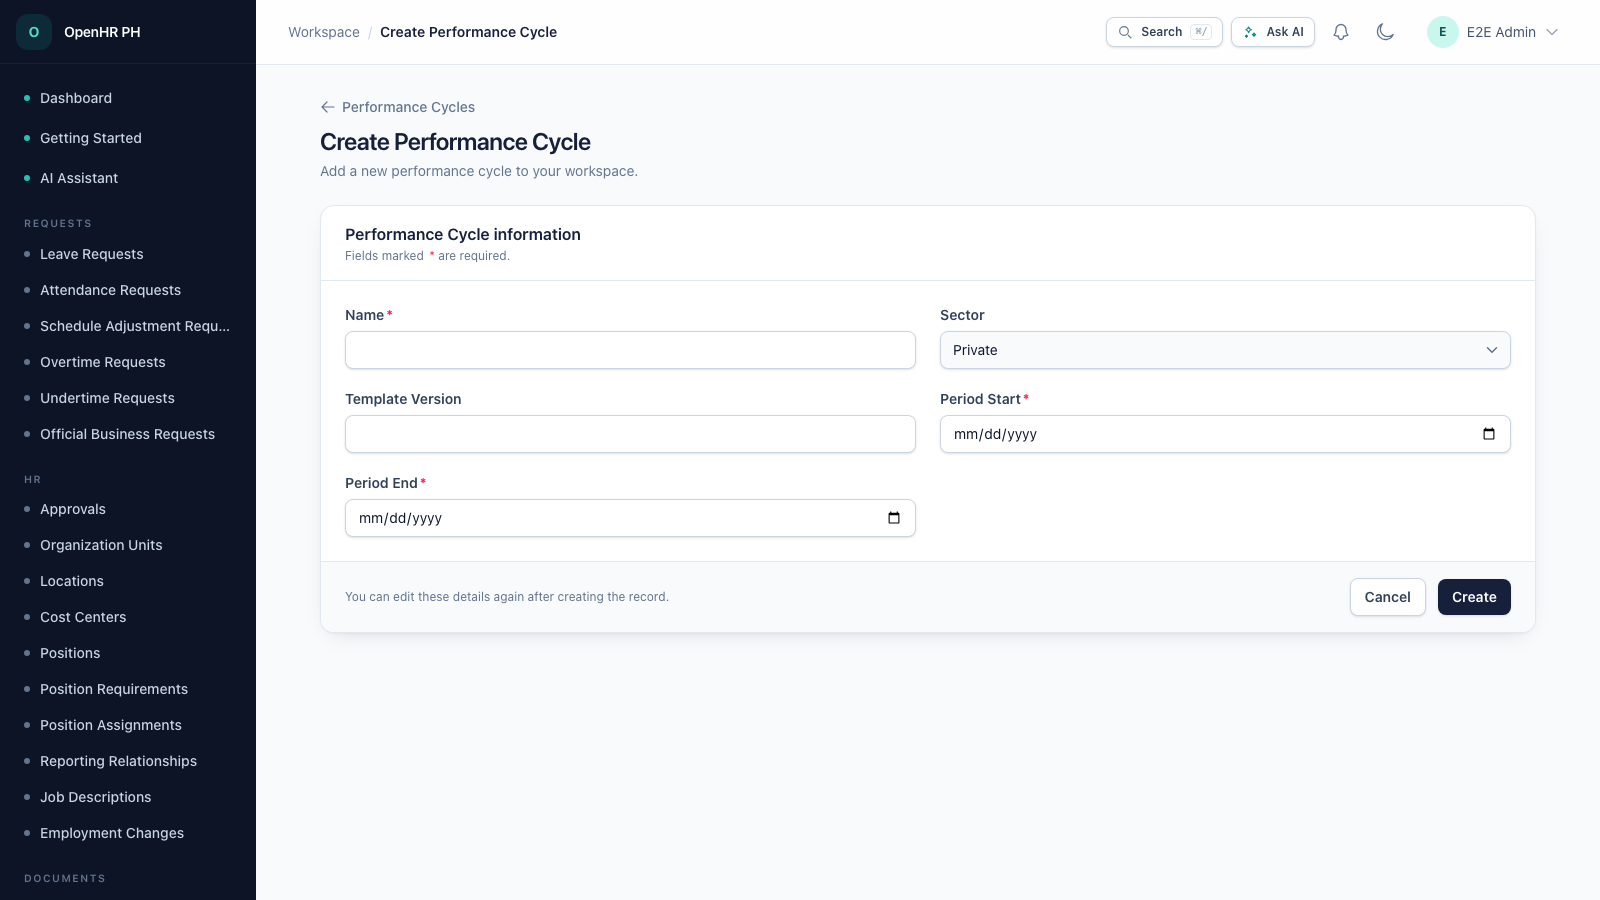 O
OpenHR PH
Dashboard
Getting Started
AI Assistant
REQUESTS
Leave Requests
Attendance Requests
Schedule Adjustment Requ...
Overtime Requests
Undertime Requests
Official Business Requests
HR
Approvals
Organization Units
Locations
Cost Centers
Positions
Position Requirements
Position Assignments
Reporting Relationships
Job Descriptions
Employment Changes
DOCUMENTS
Workspace / Create Performance Cycle
Search ⌘/
Ask AI
E
E2E Admin
Performance Cycles
Create Performance Cycle
Add a new performance cycle to your workspace.
Performance Cycle information
Fields marked * are required.
Name *
Sector
Private
Template Version
Period Start *
mm/dd/yyyy
Period End *
mm/dd/yyyy
You can edit these details again after creating the record.
Cancel
Create